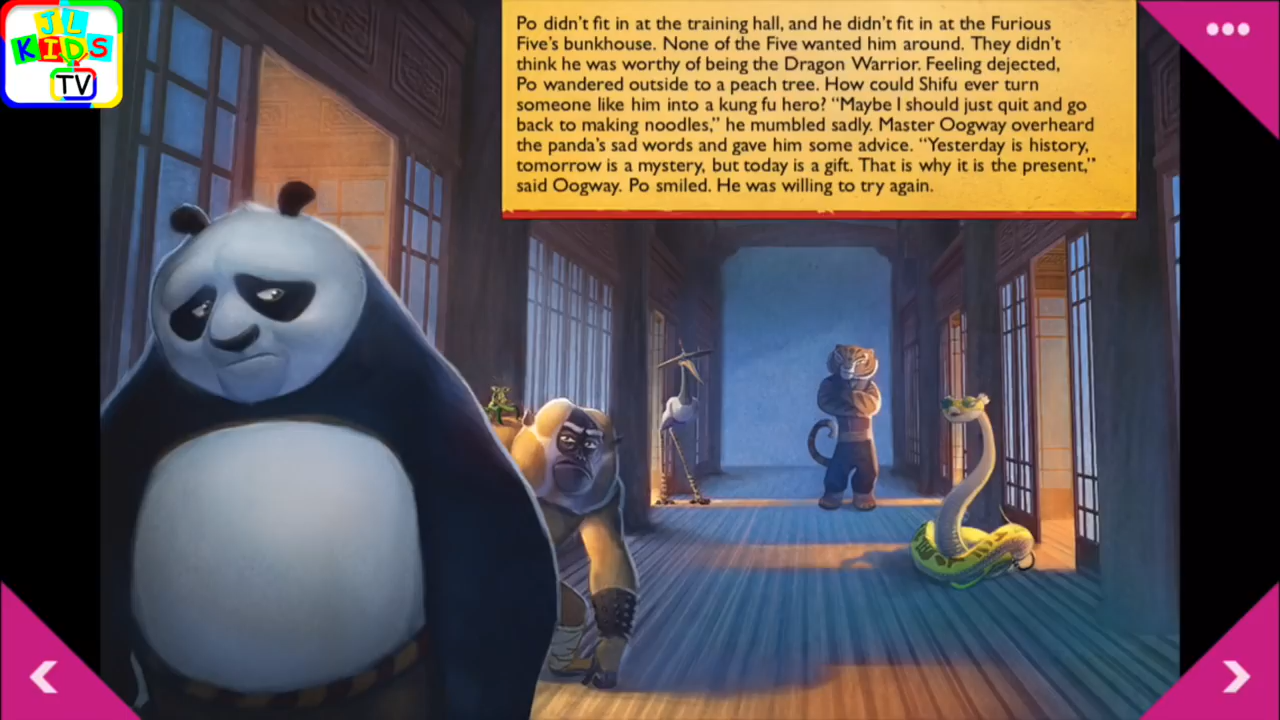 JL
KIDS
TV
Po didn't fit in at the training hall, and he didn't fit in at the Furious
Five's bunkhouse. None of the Five wanted him around. They didn't
think he was worthy of being the Dragon Warrior. Feeling dejected,
Po wandered outside to a peach tree. How could Shifu ever turn
someone like him into a kung fu hero? “Maybe I should just quit and go
back to making noodles,” he mumbled sadly. Master Oogway overheard
the panda's sad words and gave him some advice. “Yesterday is history,
tomorrow is a mystery, but today is a gift. That is why it is the present,”
said Oogway. Po smiled. He was willing to try again.